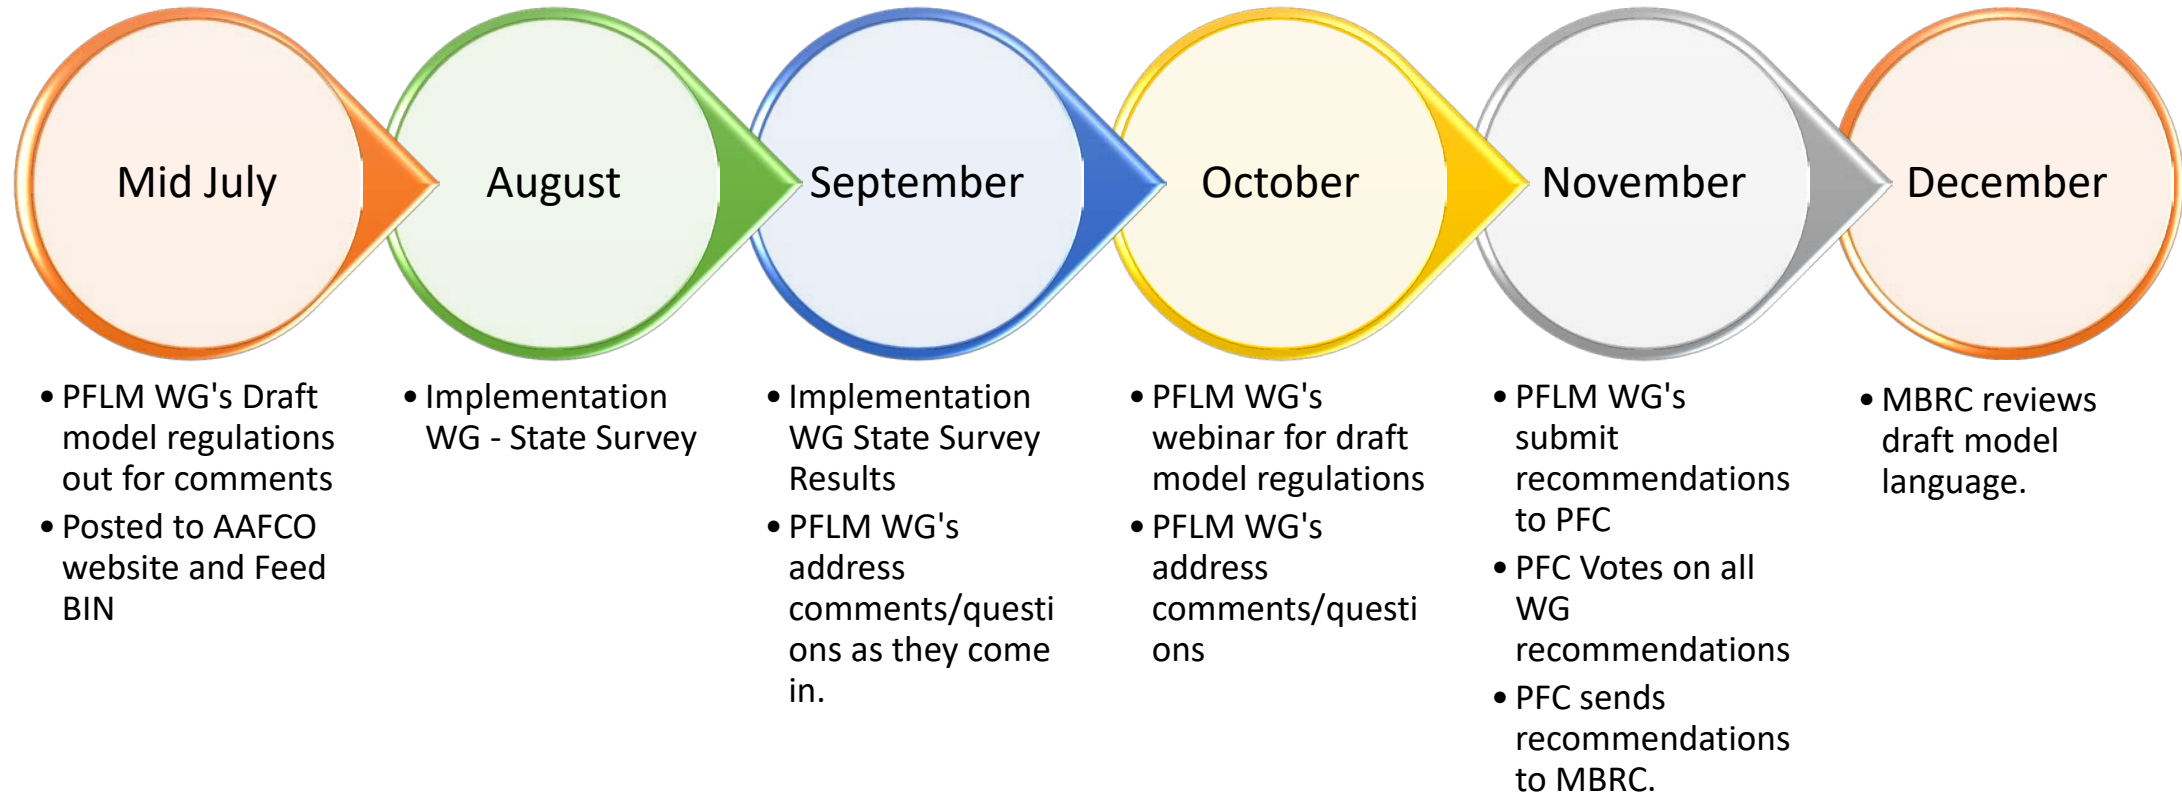 Mid July
August
September
October
November
December
• PFLM WG's Draft
model regulations
out for comments
• Posted to AAFCO
website and Feed
BIN
• Implementation
WG - State Survey
• Implementation
WG State Survey
Results
• PFLM WG's
address
comments/questi
ons as they come
in.
• PFLM WG's
webinar for draft
model regulations
• PFLM WG's
address
comments/questi
ons
• PFLM WG's
submit
recommendations
to PFC
• PFC Votes on all
WG
recommendations
• PFC sends
recommendations
to MBRC.
• MBRC reviews
draft model
language.